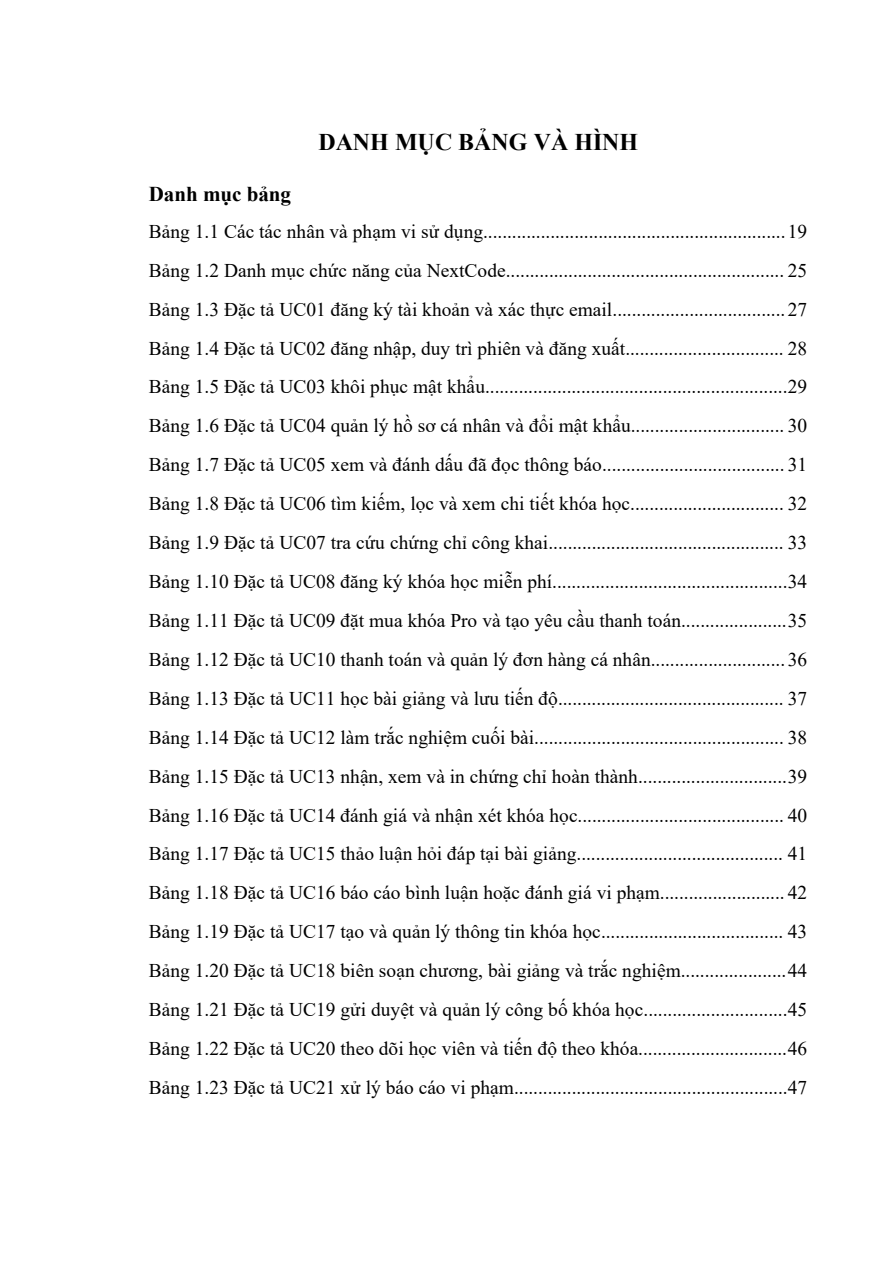 DANH MỤC BẢNG VÀ HÌNH
Danh mục bảng
Bảng 1.1 Các tác nhân và phạm vi sử dụng................................................................ 19
Bảng 1.2 Danh mục chức năng của NextCode........................................................... 25
Bảng 1.3 Đặc tả UC01 đăng ký tài khoản và xác thực email.................................... 27
Bảng 1.4 Đặc tả UC02 đăng nhập, duy trì phiên và đăng xuất................................. 28
Bảng 1.5 Đặc tả UC03 khôi phục mật khẩu................................................................29
Bảng 1.6 Đặc tả UC04 quản lý hồ sơ cá nhân và đổi mật khẩu................................ 30
Bảng 1.7 Đặc tả UC05 xem và đánh dấu đã đọc thông báo...................................... 31
Bảng 1.8 Đặc tả UC06 tìm kiếm, lọc và xem chi tiết khóa học................................ 32
Bảng 1.9 Đặc tả UC07 tra cứu chứng chỉ công khai.................................................. 33
Bảng 1.10 Đặc tả UC08 đăng ký khóa học miễn phí.................................................34
Bảng 1.11 Đặc tả UC09 đặt mua khóa Pro và tạo yêu cầu thanh toán......................35
Bảng 1.12 Đặc tả UC10 thanh toán và quản lý đơn hàng cá nhân............................ 36
Bảng 1.13 Đặc tả UC11 học bài giảng và lưu tiến độ................................................ 37
Bảng 1.14 Đặc tả UC12 làm trắc nghiệm cuối bài..................................................... 38
Bảng 1.15 Đặc tả UC13 nhận, xem và in chứng chỉ hoàn thành...............................39
Bảng 1.16 Đặc tả UC14 đánh giá và nhận xét khóa học............................................ 40
Bảng 1.17 Đặc tả UC15 thảo luận hỏi đáp tại bài giảng............................................ 41
Bảng 1.18 Đặc tả UC16 báo cáo bình luận hoặc đánh giá vi phạm.......................... 42
Bảng 1.19 Đặc tả UC17 tạo và quản lý thông tin khóa học....................................... 43
Bảng 1.20 Đặc tả UC18 biên soạn chương, bài giảng và trắc nghiệm......................44
Bảng 1.21 Đặc tả UC19 gửi duyệt và quản lý công bố khóa học..............................45
Bảng 1.22 Đặc tả UC20 theo dõi học viên và tiến độ theo khóa...............................46
Bảng 1.23 Đặc tả UC21 xử lý báo cáo vi phạm..........................................................47